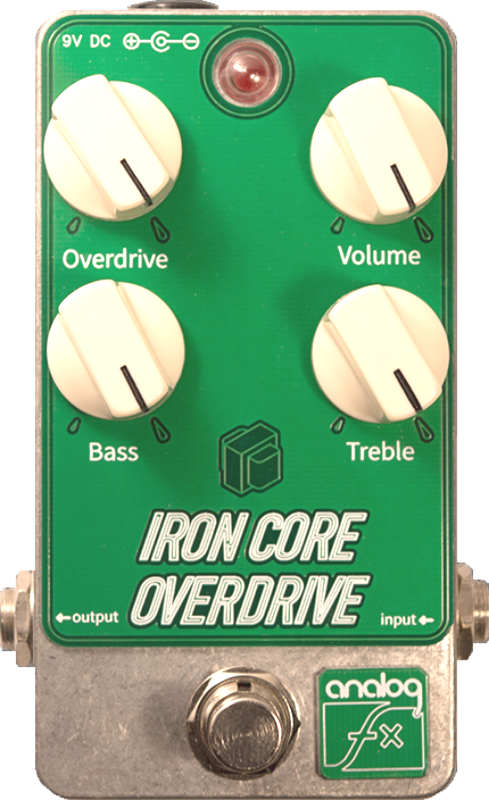 9V DC
Overdrive
Volume
Bass
Treble
IRON CORE
OVERDRIVE
←output
input←
analog
fx